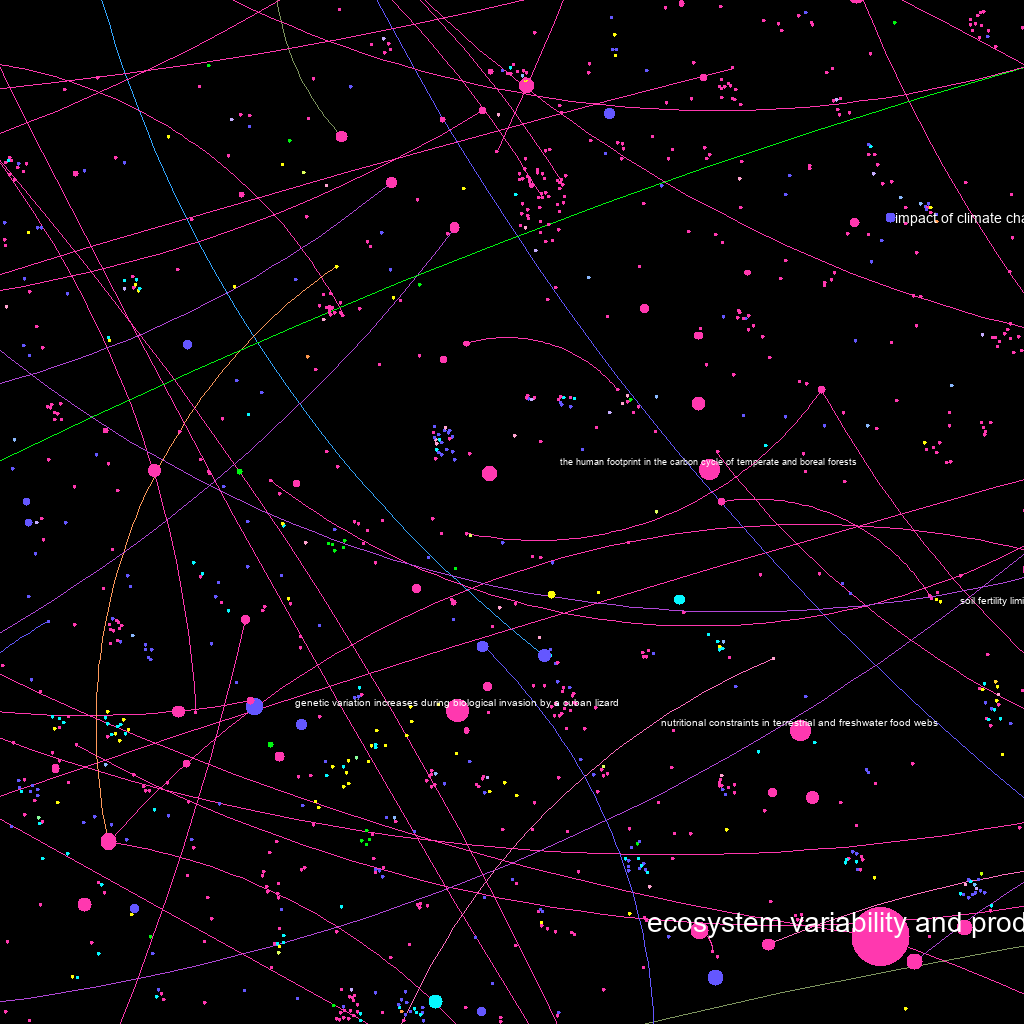 impact of climate cha
the human footprint in the carbon cycle of temperate and boreal forests
soil fertility limi
genetic variation increases during biological invasion by a cuban lizard
nutritional constraints in terrestrial and freshwater food webs
ecosystem variability and prod